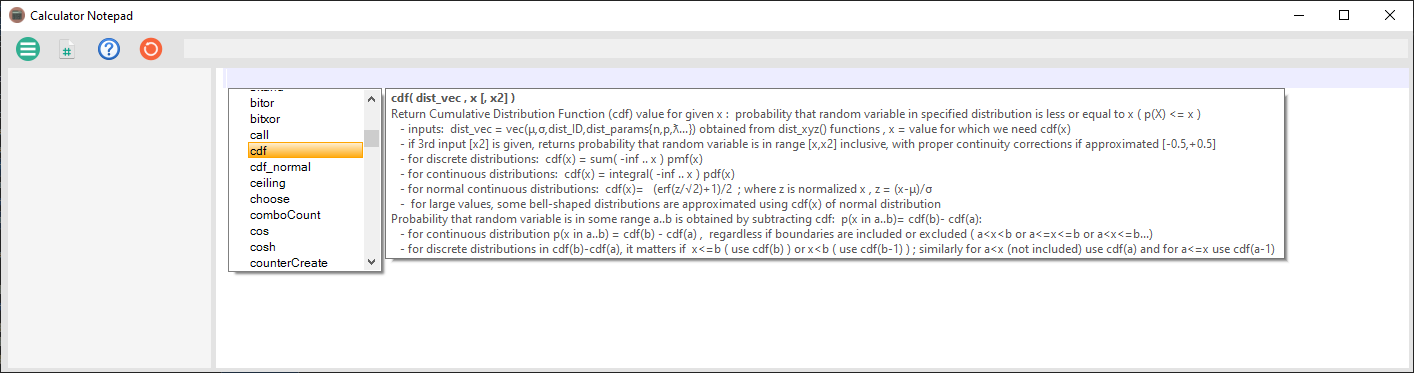 Calculator Notepad
bitor
bitxor
call
cdf
cdf_normal
ceiling
choose
comboCount
cos
cosh
counterCreate
cdf( dist_vec , x [, x2] )
Return Cumulative Distribution Function (cdf) value for given x :  probability that random variable in specified distribution is less or equal to x ( p(X) <= x )
- inputs:  dist_vec = vec(μ,σ,dist_ID,dist_params{n,p,ƛ...}) obtained from dist_xyz() functions , x = value for which we need cdf(x)
- if 3rd input [x2] is given, returns probability that random variable is in range [x,x2] inclusive, with proper continuity corrections if approximated [-0.5,+0.5]
- for discrete distributions:  cdf(x) = sum( -inf .. x ) pmf(x)
- for continuous distributions:  cdf(x) = integral( -inf .. x ) pdf(x)
- for normal continuous distributions:  cdf(x)=   (erf(z/√2)+1)/2  ; where z is normalized x , z = (x-μ)/σ
-  for large values, some bell-shaped distributions are approximated using cdf(x) of normal distribution
Probability that random variable is in some range a..b is obtained by subtracting cdf:  p(x in a..b)= cdf(b)- cdf(a):
- for continuous distribution p(x in a..b) = cdf(b) - cdf(a) ,  regardless if boundaries are included or excluded ( a<x<b or a<=x<=b or a<x<=b...)
- for discrete distributions in cdf(b)-cdf(a), it matters if  x<=b ( use cdf(b) ) or x<b ( use cdf(b-1) ) ; similarly for a<x (not included) use cdf(a) and for a<=x use cdf(a-1)